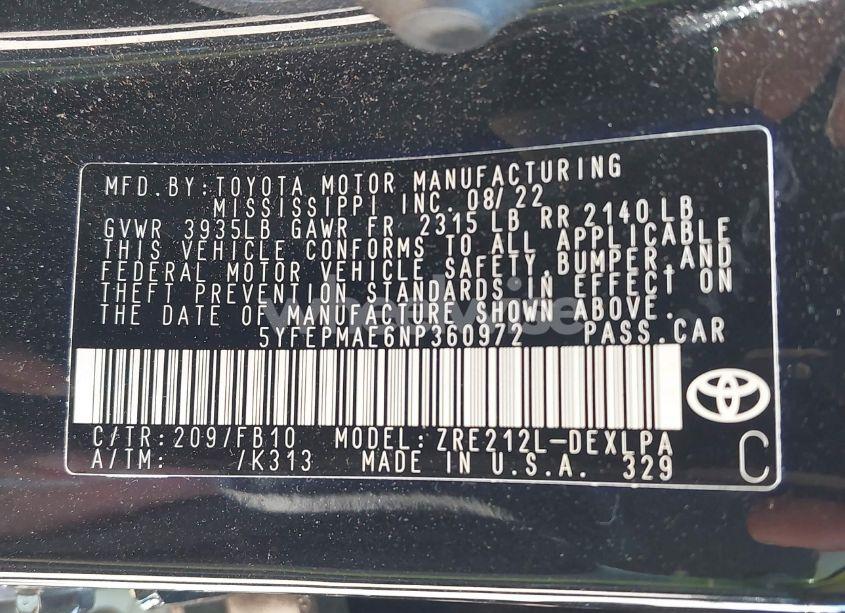 MFD.BY:TOYOTA MOTOR MANUFACTURING
MISSISSIPPI INC. 08/22
GVWR 3935LB GAWR FR 2315 LB RR 2140 LB
THIS VEHICLE CONFORMS TO ALL APPLICABLE
FEDERAL MOTOR VEHICLE SAFETY,BUMPER,AND
THEFT PREVENTION STANDARDS IN EFFECT ON
THE DATE OF MANUFACTURE SHOWN ABOVE.
wheelwise
5YFEPMAE6NP360972 PASS.CAR
C/TR:209/FB10 MODEL:ZRE212L-DEXLPA
A/TM: /K313 MADE IN U.S.A. 329
C